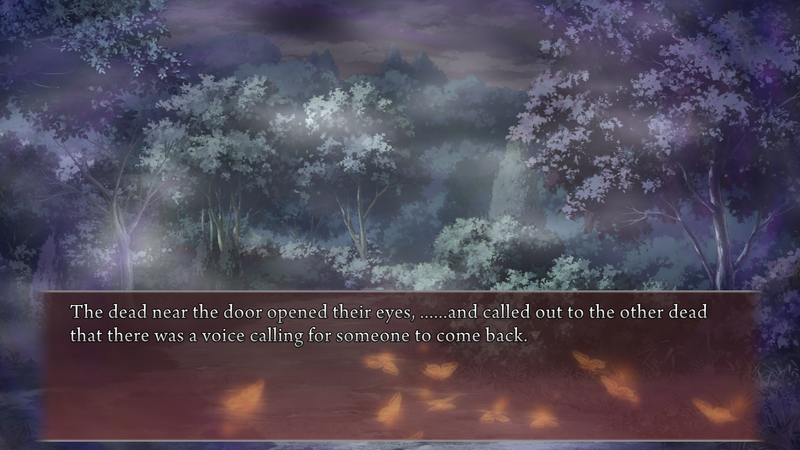 The dead near the door opened their eyes, ......and called out to the other dead
that there was a voice calling for someone to come back.